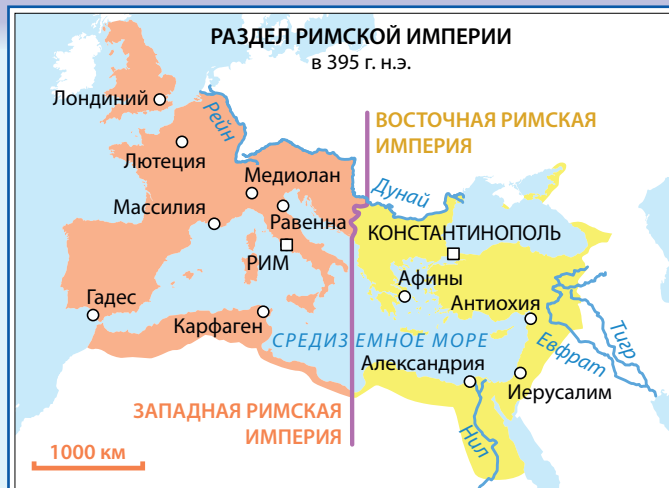 РАЗДЕЛ РИМСКОЙ ИМПЕРИИ
в 395 г. н.э.
Лондиний
Рейн
ВОСТОЧНАЯ РИМСКАЯ
ИМПЕРИЯ
Лютеция
Медиолан
Дунай
Массилия
Равенна
КОНСТАНТИНОПОЛЬ
РИМ
Афины
Гадес
Антиохия
Карфаген
СРЕДИЗЕМНОЕ МОРЕ
Тигр
Евфрат
Александрия
Иерусалим
ЗАПАДНАЯ РИМСКАЯ
ИМПЕРИЯ
Нил
1000 км